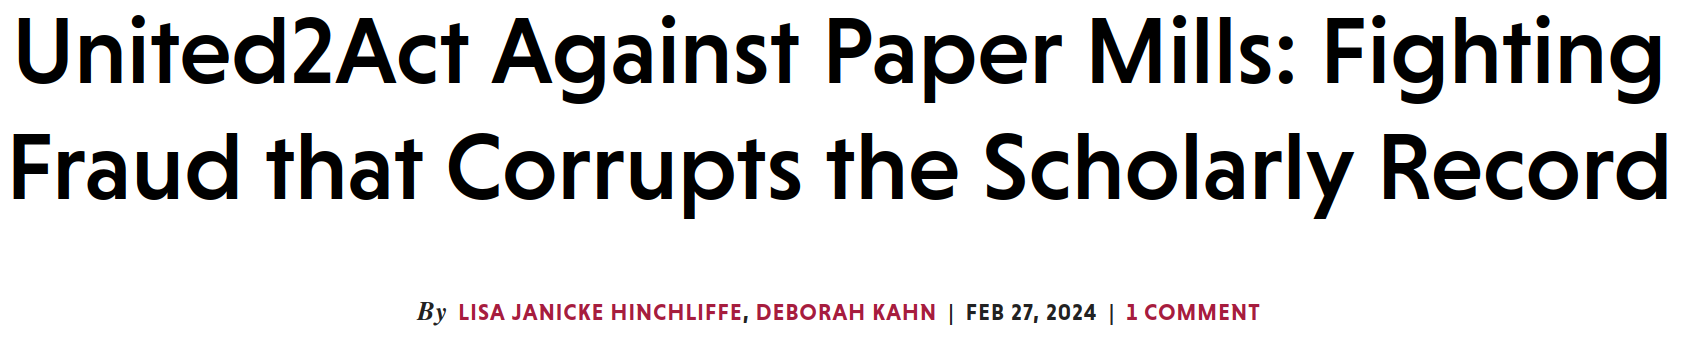 United2Act Against Paper Mills: Fighting
Fraud that Corrupts the Scholarly Record
By LISA JANICKE HINCHLIFFE, DEBORAH KAHN | FEB 27, 2024 | 1 COMMENT